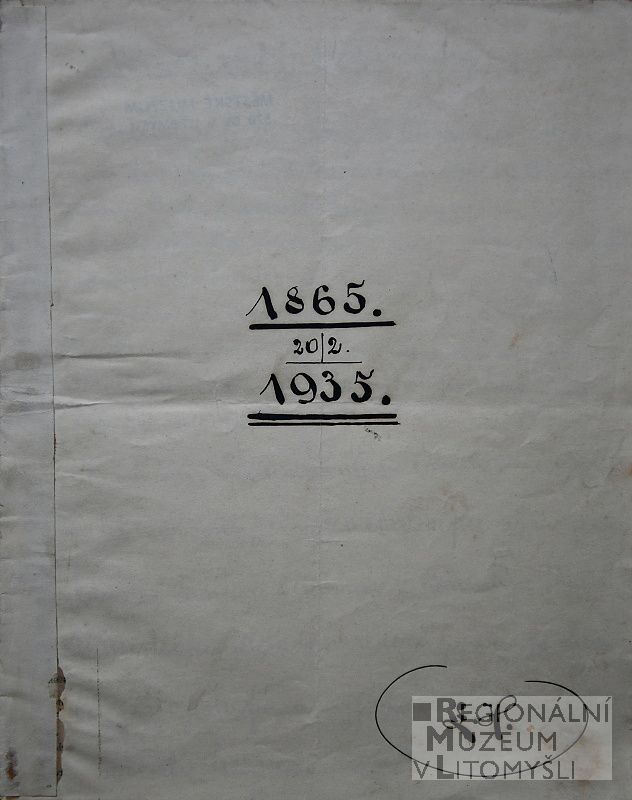 1865.
20/2.
1935.
REGIONÁLNÍ
MUZEUM
V LITOMYŠLI